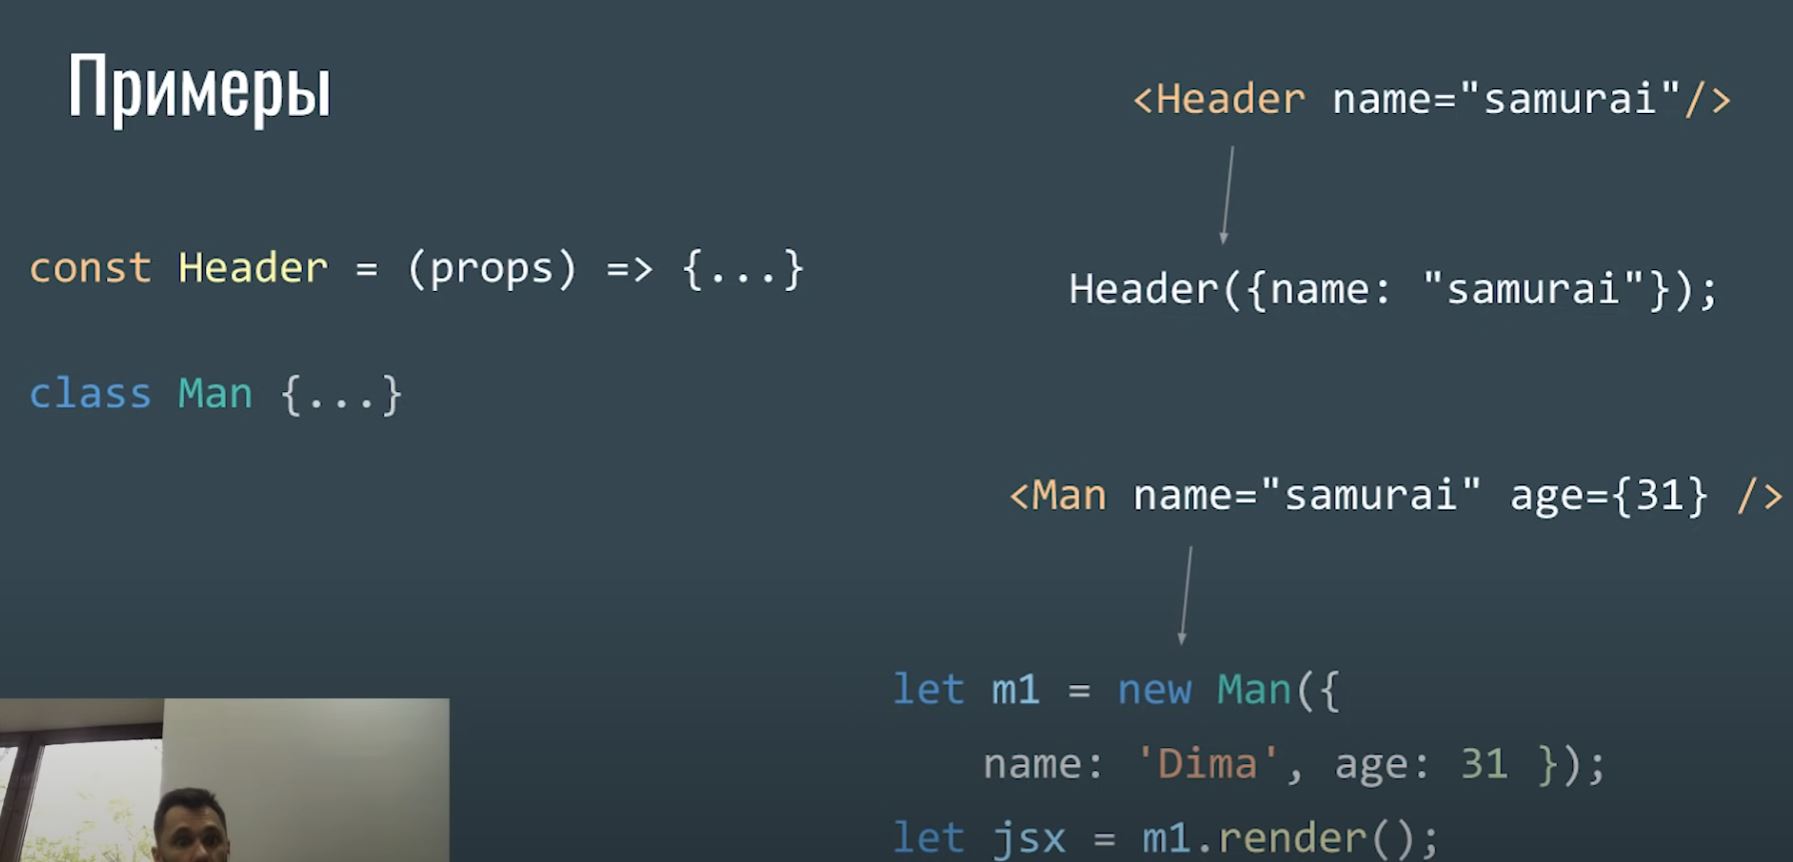 Примеры
const Header = (props) => {...}
class Man {...}
<Header name="samurai"/>
Header({name: "samurai"});
<Man name="samurai" age={31} />
let m1 = new Man({
name: 'Dima', age: 31 });
let jsx = m1.render();